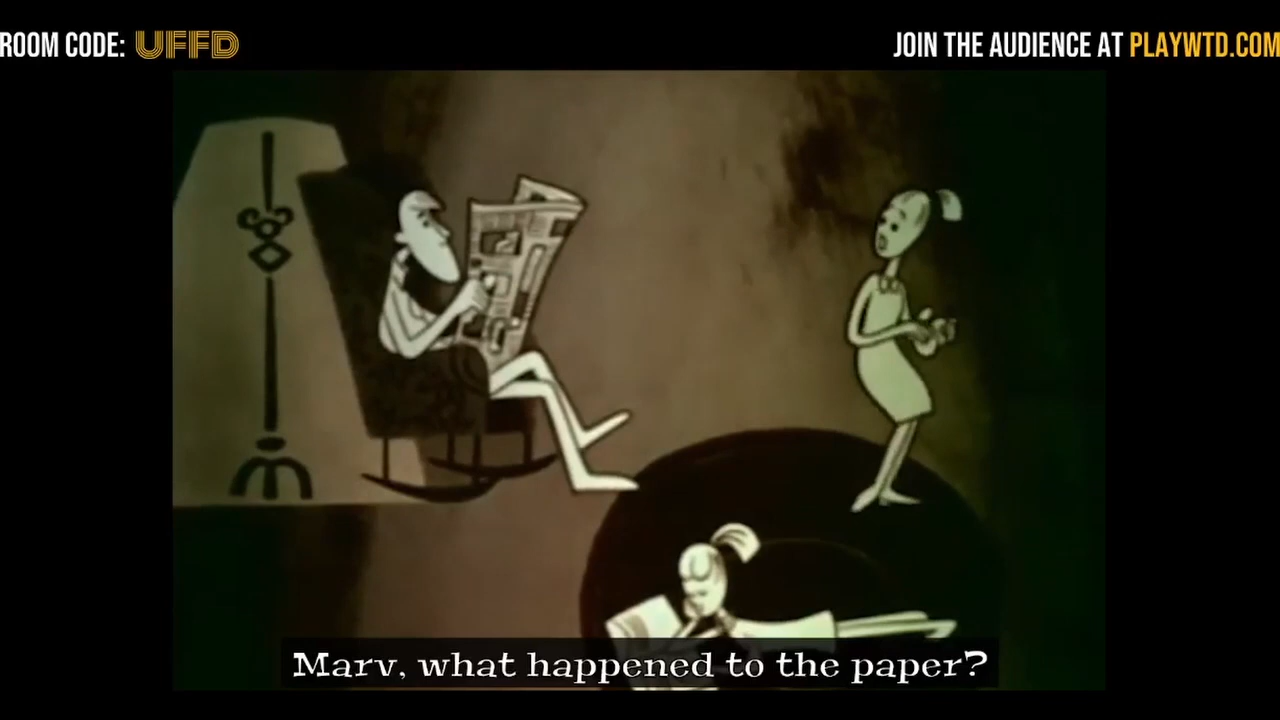 ROOM CODE: UFFD
JOIN THE AUDIENCE AT PLAYWTD.COM
Marv, what happened to the paper?